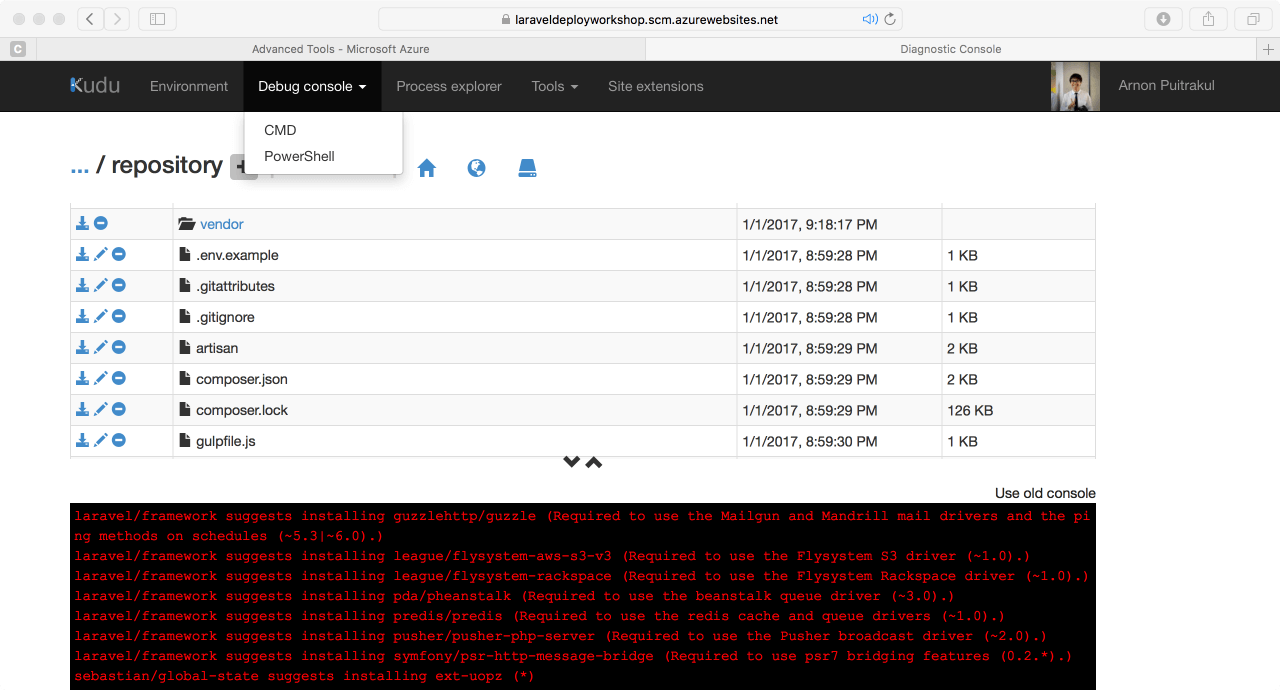 laraveldeployworkshop.scm.azurewebsites.net
C
Advanced Tools - Microsoft Azure
Diagnostic Console
Kudu
Environment
Debug console
Process explorer
Tools
Site extensions
Arnon Puitrakul
CMD
PowerShell
... / repository
vendor 1/1/2017, 9:18:17 PM
.env.example 1/1/2017, 8:59:28 PM 1 KB
.gitattributes 1/1/2017, 8:59:28 PM 1 KB
.gitignore 1/1/2017, 8:59:28 PM 1 KB
artisan 1/1/2017, 8:59:29 PM 2 KB
composer.json 1/1/2017, 8:59:29 PM 2 KB
composer.lock 1/1/2017, 8:59:29 PM 126 KB
gulpfile.js 1/1/2017, 8:59:30 PM 1 KB
Use old console
laravel/framework suggests installing guzzlehttp/guzzle (Required to use the Mailgun and Mandrill mail drivers and the pi
ng methods on schedules (~5.3|~6.0).)
laravel/framework suggests installing league/flysystem-aws-s3-v3 (Required to use the Flysystem S3 driver (~1.0).)
laravel/framework suggests installing league/flysystem-rackspace (Required to use the Flysystem Rackspace driver (~1.0).)
laravel/framework suggests installing pda/pheanstalk (Required to use the beanstalk queue driver (~3.0).)
laravel/framework suggests installing predis/predis (Required to use the redis cache and queue drivers (~1.0).)
laravel/framework suggests installing pusher/pusher-php-server (Required to use the Pusher broadcast driver (~2.0).)
laravel/framework suggests installing symfony/psr-http-message-bridge (Required to use psr7 bridging features (0.2.*).)
sebastian/global-state suggests installing ext-uopz (*)